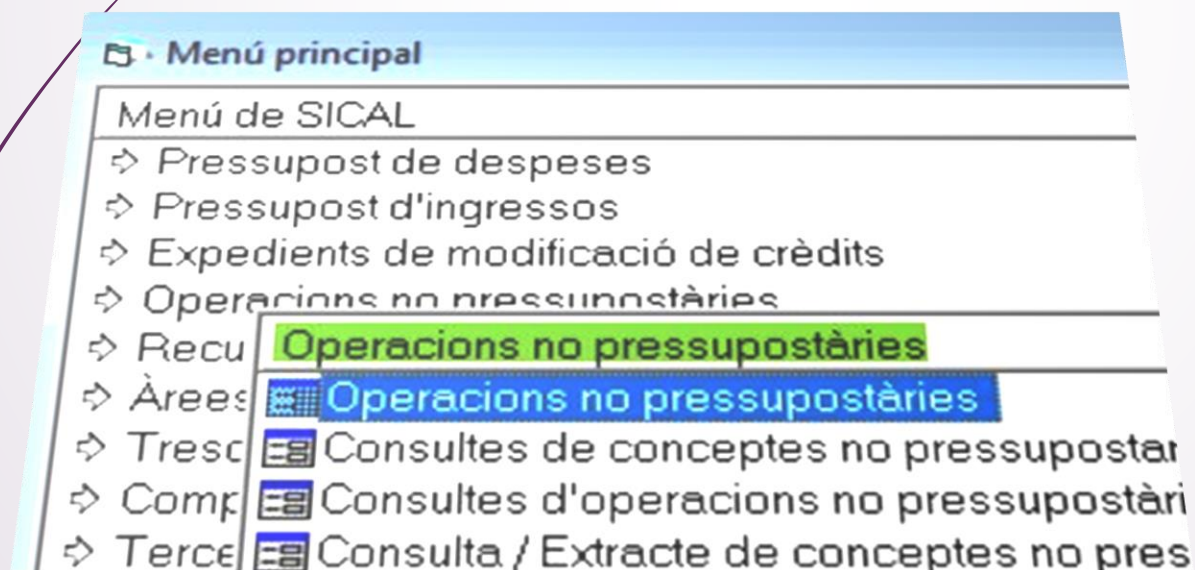 Menú principal
Menú de SICAL
Pressupost de despeses
Pressupost d'ingressos
Expedients de modificació de crèdits
Operacions no pressupostàries
Operacions no pressupostàries
Operacions no pressupostàries
Consultes de conceptes no
Consultes d'operacions no
Consulta / Extracte de conceptes no